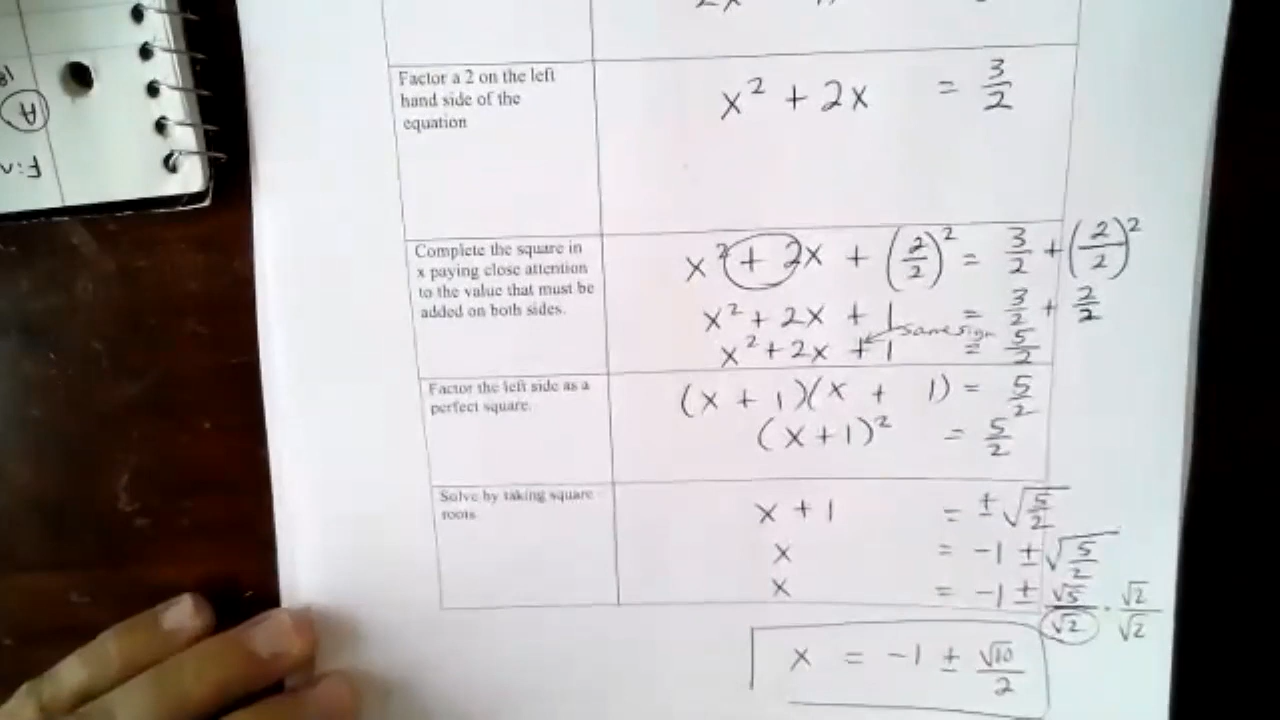 Factor a 2 on the left
hand side of the
equation
x² + 2x = 3/2
Complete the square in
x paying close attention
to the value that must be
added on both sides.
x² + 2x + (2/2)² = 3/2 + (2/2)²
x² + 2x + 1 = 3/2 + 2/2
same sign
x² + 2x + 1 = 5/2
Factor the left side as a
perfect square.
(x + 1)(x + 1) = 5/2
(x + 1)² = 5/2
Solve by taking square
roots
x + 1 = ± √(5/2)
x = -1 ± √(5/2)
x = -1 ± √5/√2 · √2/√2
x = -1 ± √10/2
A
18